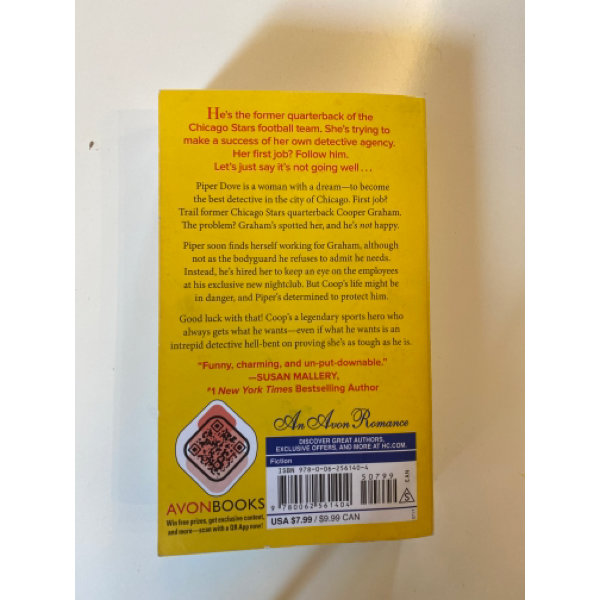 He's the former quarterback of the
Chicago Stars football team. She's trying to
make a success of her own detective agency.
Her first job? Follow him.
Let's just say it's not going well . . .
Piper Dove is a woman with a dream—to become
the best detective in the city of Chicago. First job?
Trail former Chicago Stars quarterback Cooper Graham.
The problem? Graham's spotted her, and he's not happy.
Piper soon finds herself working for Graham, although
not as the bodyguard he refuses to admit he needs.
Instead, he's hired her to keep an eye on the employees
at his exclusive new nightclub. But Coop's life might be
in danger, and Piper's determined to protect him.
Good luck with that! Coop's a legendary sports hero who
always gets what he wants—even if what he wants is an
intrepid detective hell-bent on proving she's as tough as he is.
"Funny, charming, and un-put-downable."
—SUSAN MALLERY,
#1 New York Times Bestselling Author
An Avon Romance
DISCOVER GREAT AUTHORS,
EXCLUSIVE OFFERS, AND MORE AT HC.COM.
Fiction
ISBN 978-0-06-256140-4
50799
9 780062 561404
S
CAN
USA $7.99 / $9.99 CAN
AVONBOOKS
Win free prizes, get exclusive content,
and more—scan with a QR App now!